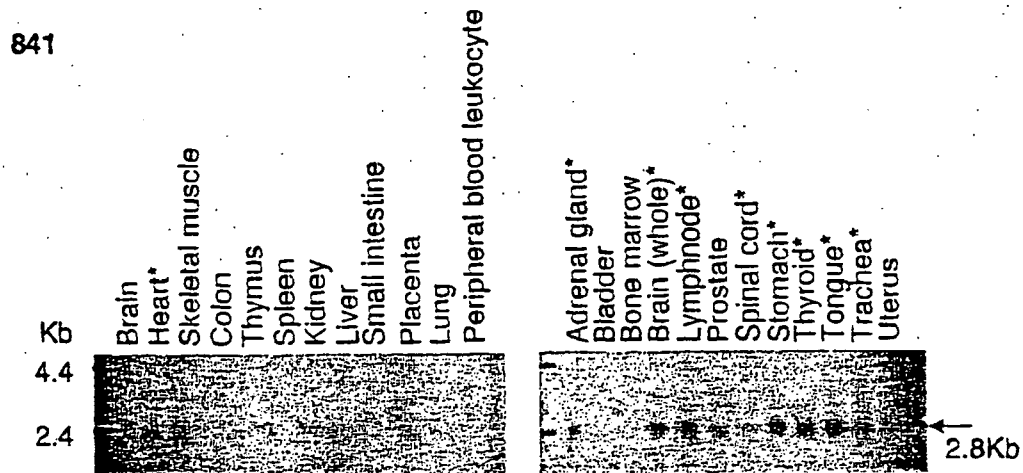 841
Kb
4.4
2.4
Brain
Heart*
Skeletal muscle
Colon
Thymus
Spleen
Kidney
Liver
Small intestine
Placenta
Lung
Peripheral blood leukocyte
Adrenal gland*
Bladder
Bone marrow
Brain (whole)*
Lymphnode*
Prostate
Spinal cord*
Stomach*
Thyroid*
Tongue*
Trachea*
Uterus
2.8Kb